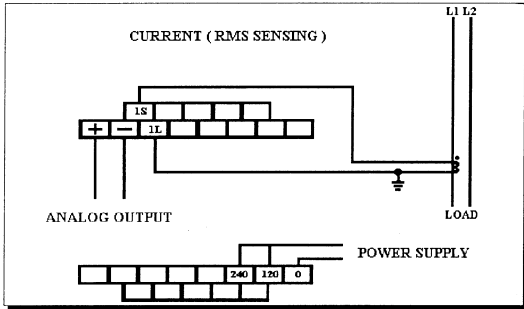 L1 L2
CURRENT ( RMS SENSING )
1S
+ − 1L
ANALOG OUTPUT
LOAD
POWER SUPPLY
240 120 0